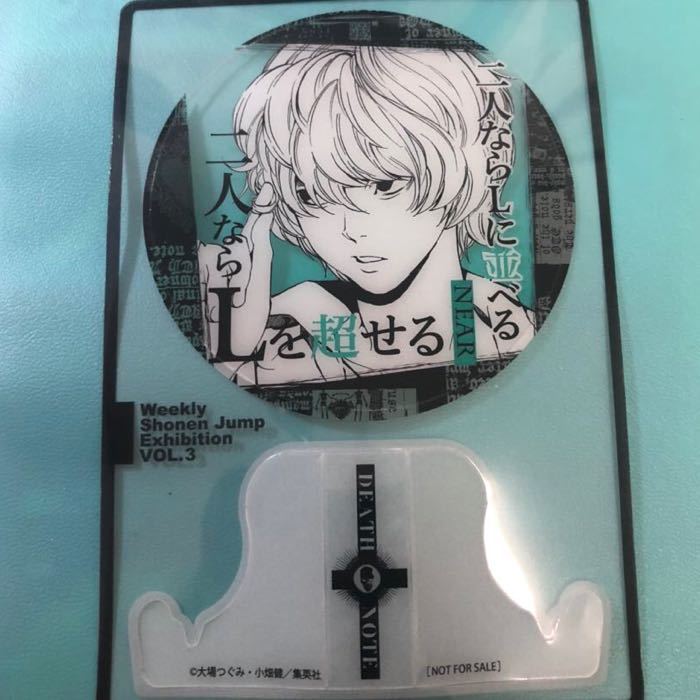 二人ならLに並べる
二人なら
Lを超せる
NEAR
Weekly
Shonen Jump
Exhibition
VOL.3
DEATH NOTE
©大場つぐみ・小畑健／集英社
[NOT FOR SALE]